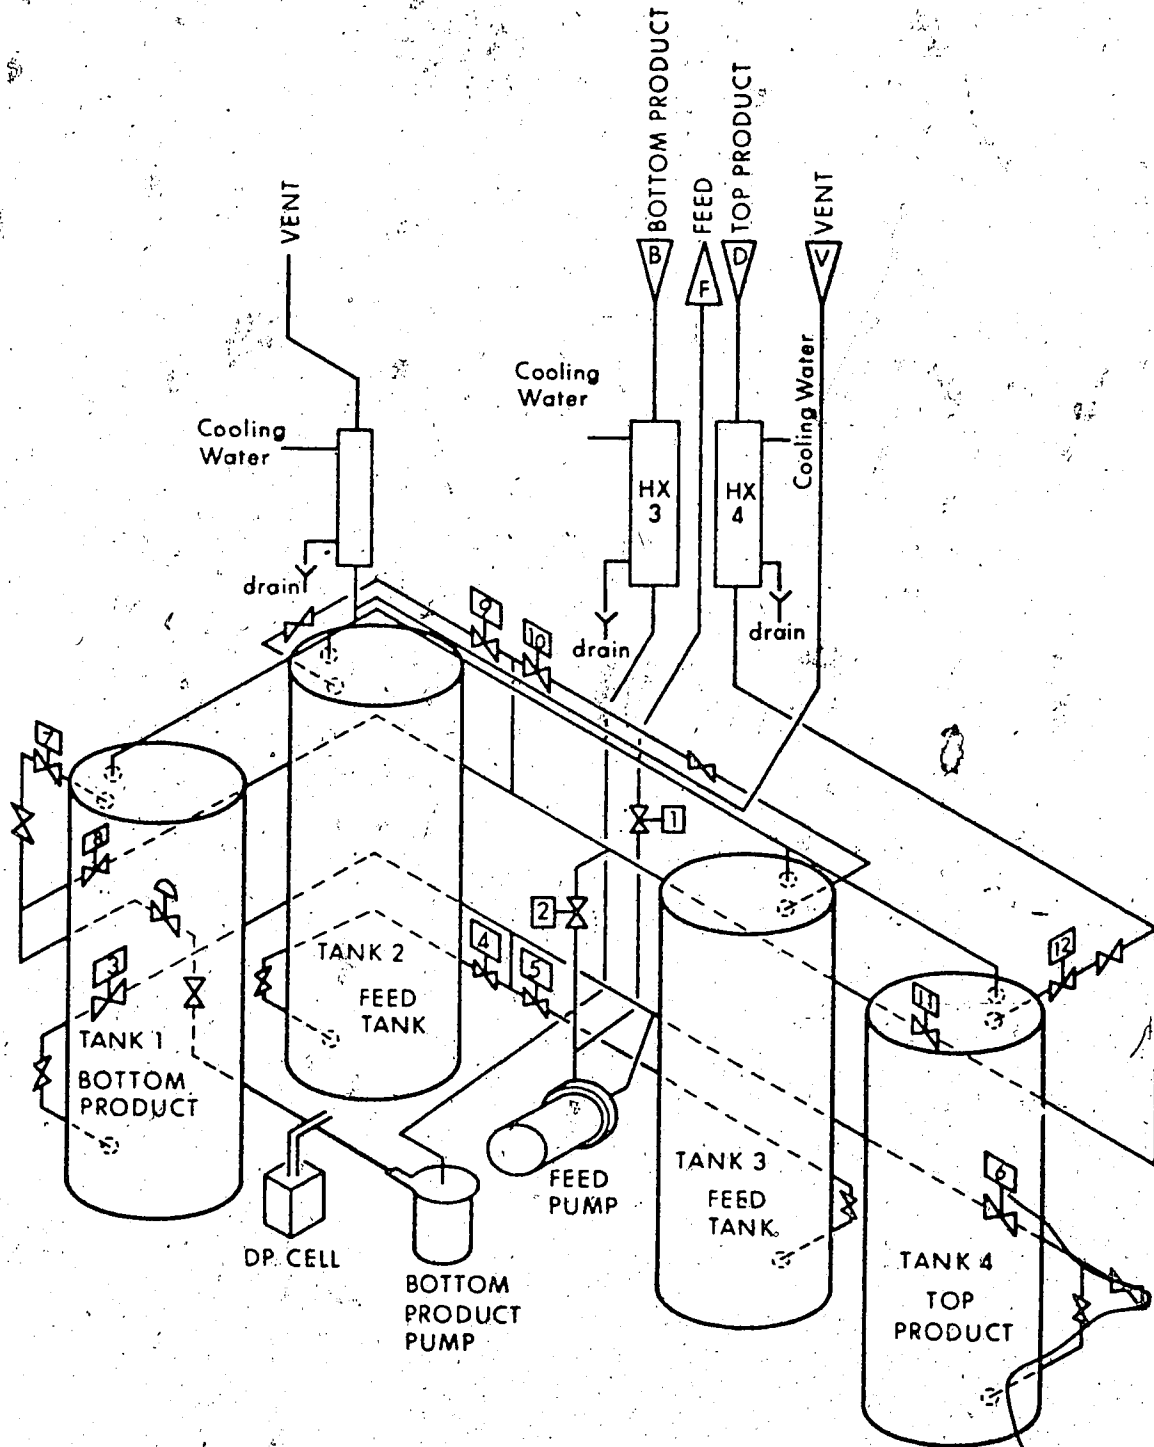 BOTTOM PRODUCT
FEED
TOP PRODUCT
VENT
VENT
B
F
D
V
Cooling
Water
Cooling
Water
Cooling Water
HX
3
HX
4
drain
drain
drain
9
10
7
8
1
2
3
4
5
11
12
6
TANK 1
BOTTOM
PRODUCT
TANK 2
FEED
TANK
TANK 3
FEED
TANK
TANK 4
TOP
PRODUCT
FEED
PUMP
DP. CELL
BOTTOM
PRODUCT
PUMP